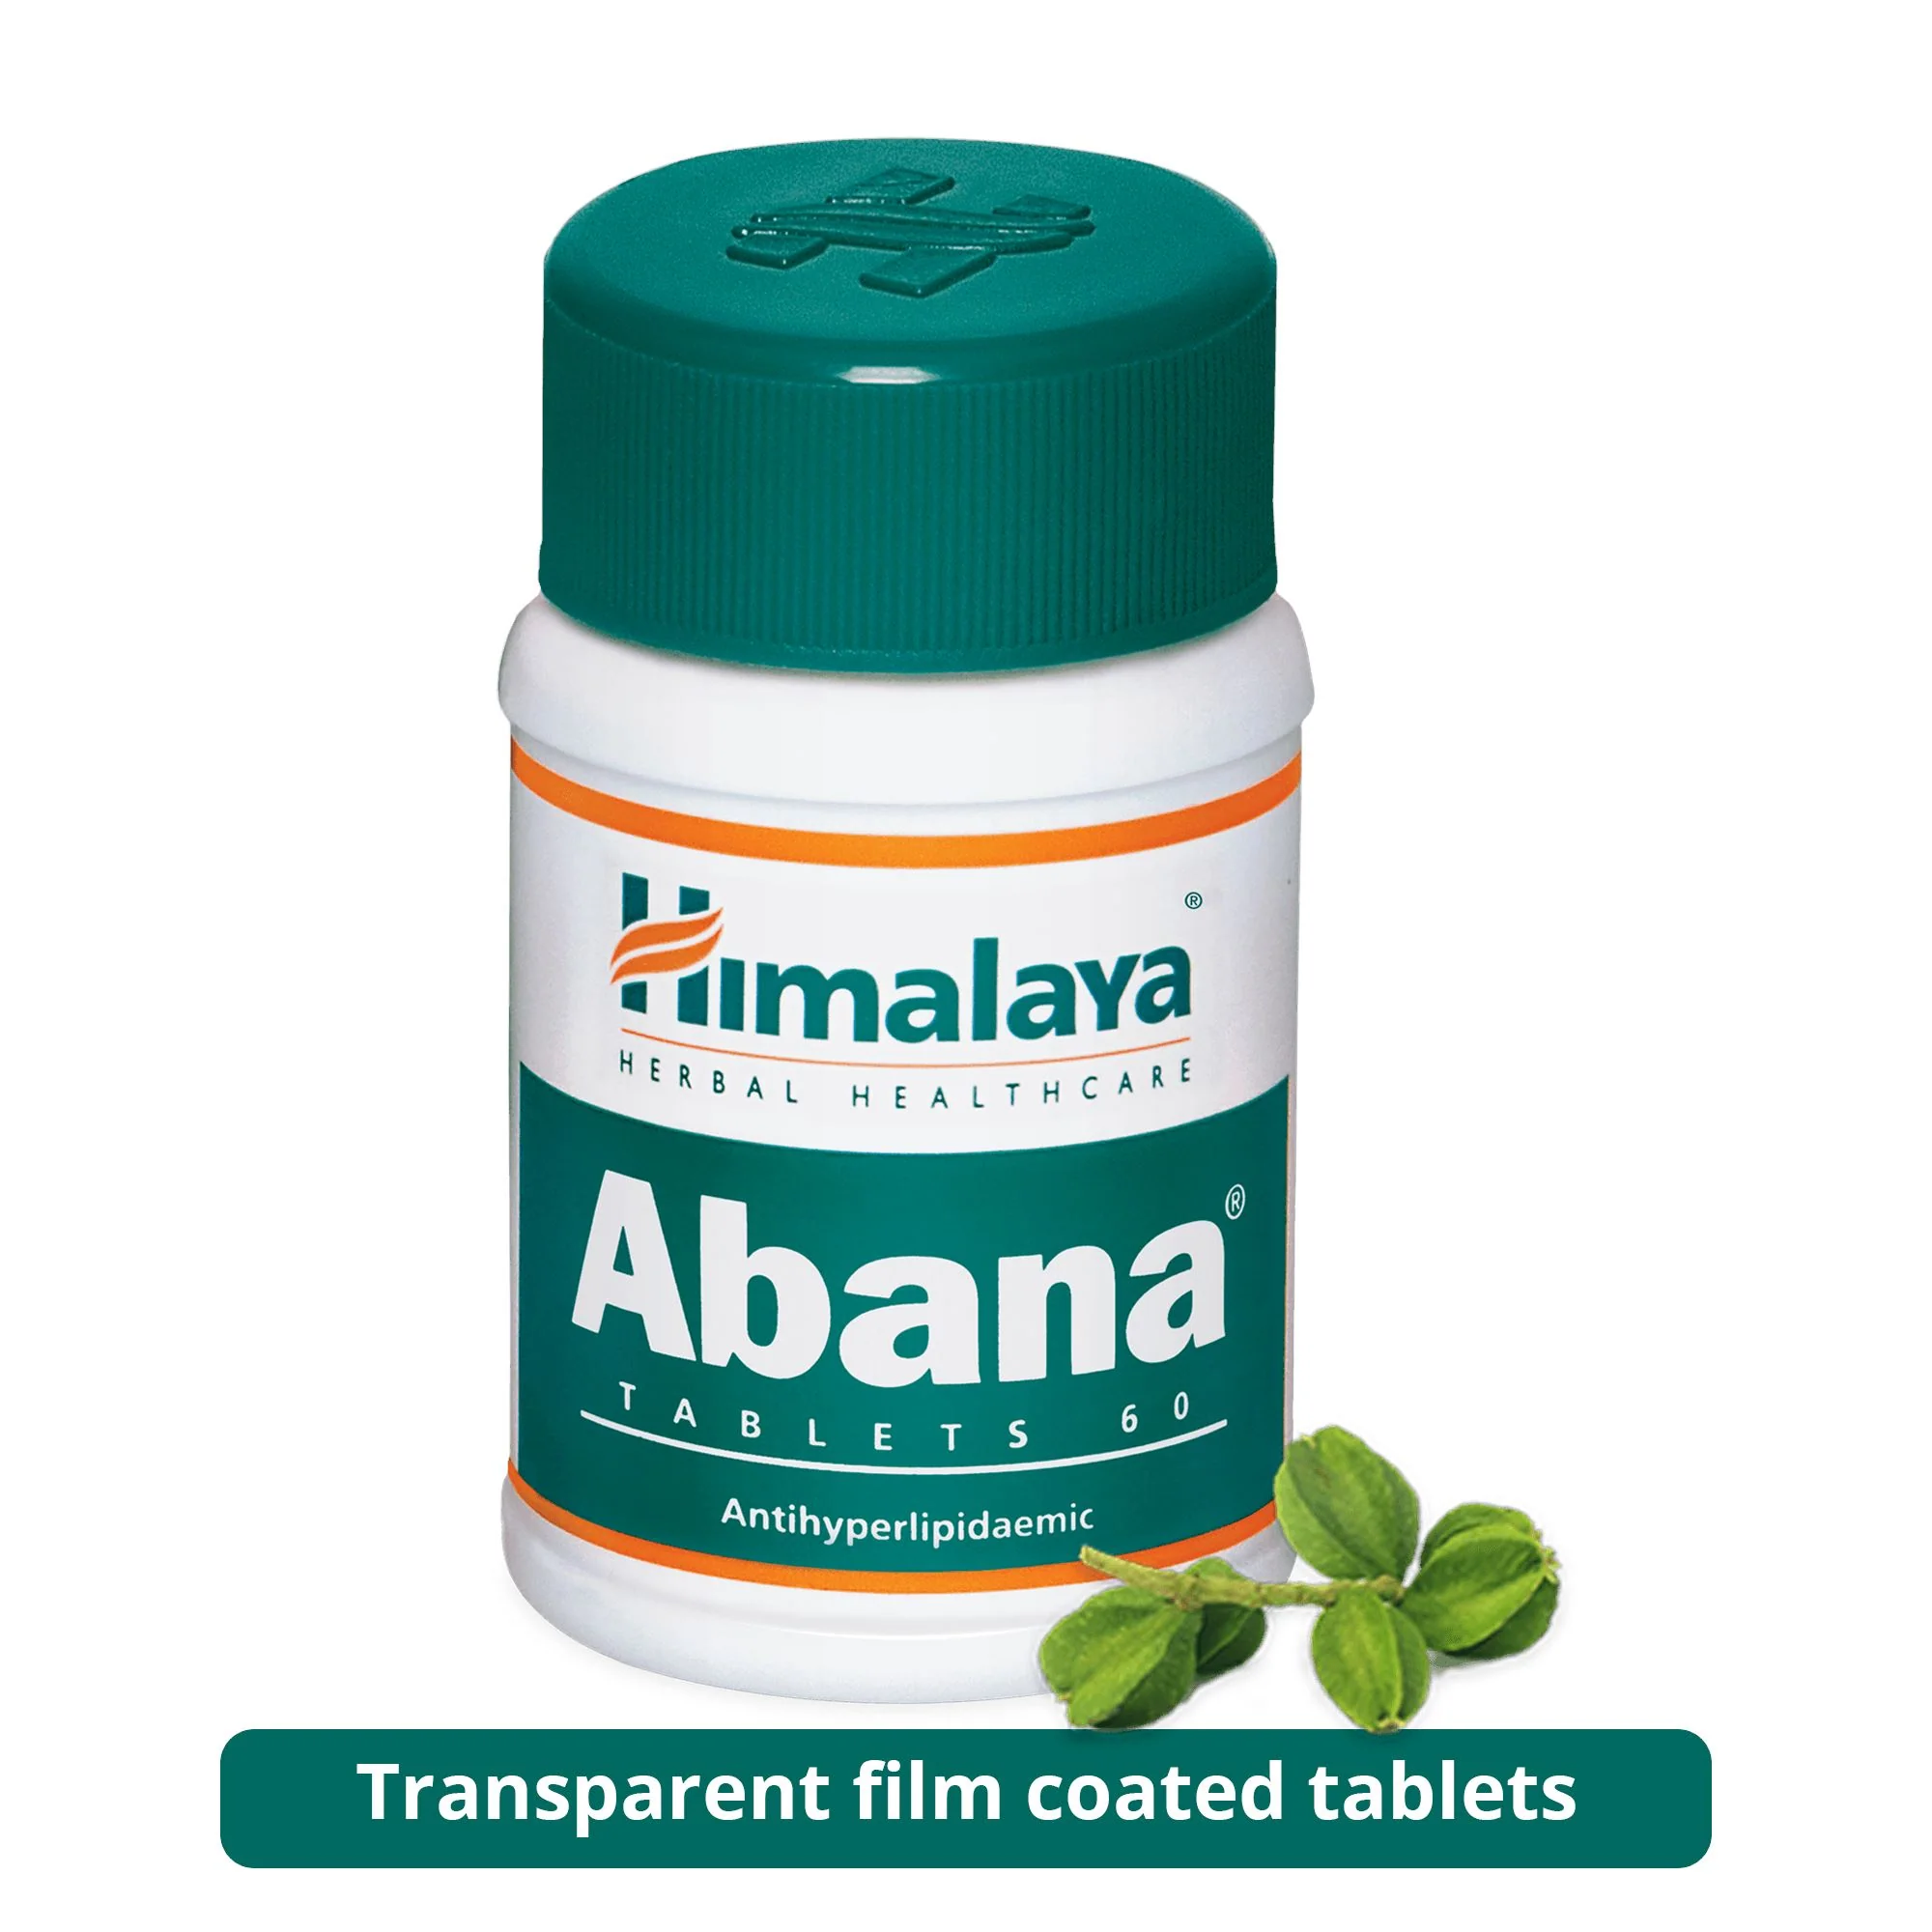 Himalaya®
HERBAL HEALTHCARE
Abana®
TABLETS 60
Antihyperlipidaemic
Transparent film coated tablets